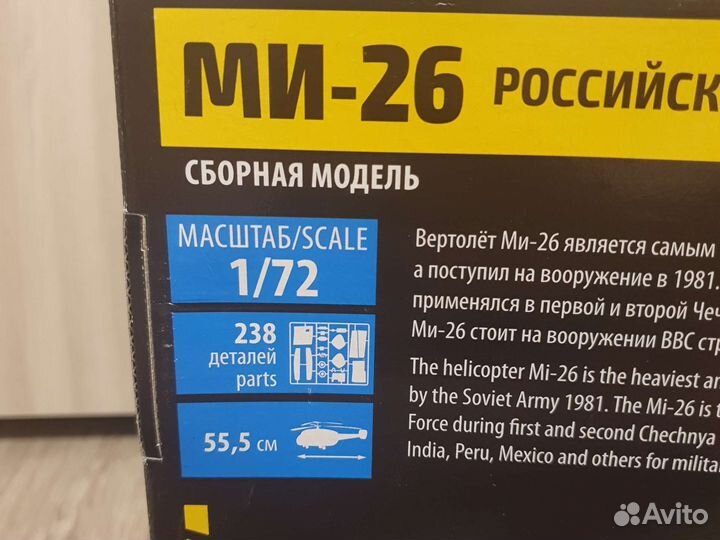 МИ-26 РОССИЙСК
СБОРНАЯ МОДЕЛЬ
МАСШТАБ/SCALE
1/72
238
деталей
parts
55,5 см
Вертолёт Ми-26 является самым
а поступил на вооружение в 1981.
применялся в первой и второй Чеч
Ми-26 стоит на вооружении ВВС стр
The helicopter Mi-26 is the heaviest an
by the Soviet Army 1981. The Mi-26 is t
Force during first and second Chechnya
India, Peru, Mexico and others for milita
Avito